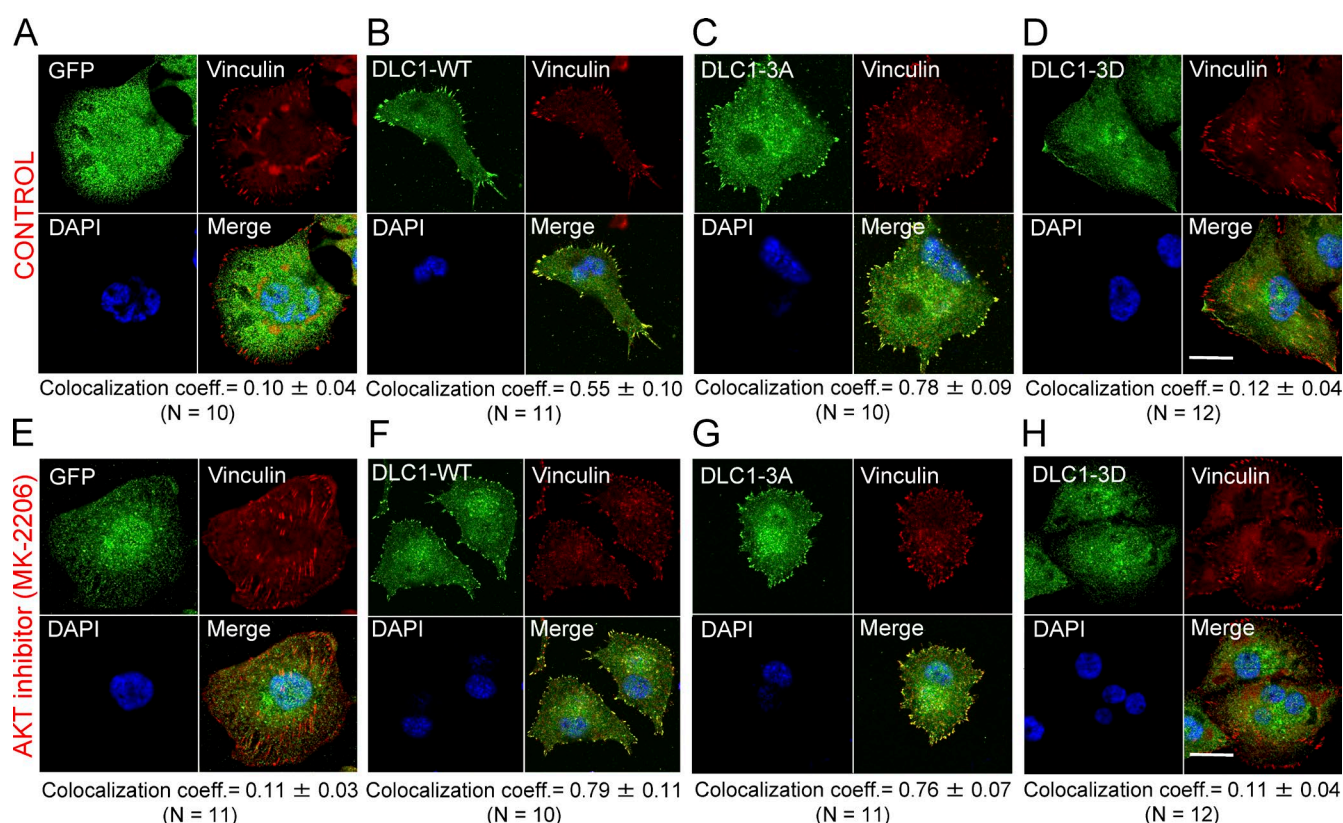 A
B
C
D
GFP
Vinculin
DLC1-WT
Vinculin
DLC1-3A
Vinculin
DLC1-3D
Vinculin
CONTROL
DAPI
Merge
DAPI
Merge
DAPI
Merge
DAPI
Merge
Colocalization coeff.= 0.10 ± 0.04
(N = 10)
Colocalization coeff.= 0.55 ± 0.10
(N = 11)
Colocalization coeff.= 0.78 ± 0.09
(N = 10)
Colocalization coeff.= 0.12 ± 0.04
(N = 12)
E
F
G
H
GFP
Vinculin
DLC1-WT
Vinculin
DLC1-3A
Vinculin
DLC1-3D
Vinculin
AKT inhibitor (MK-2206)
DAPI
Merge
DAPI
Merge
DAPI
Merge
DAPI
Merge
Colocalization coeff.= 0.11 ± 0.03
(N = 11)
Colocalization coeff.= 0.79 ± 0.11
(N = 10)
Colocalization coeff.= 0.76 ± 0.07
(N = 11)
Colocalization coeff.= 0.11 ± 0.04
(N = 12)